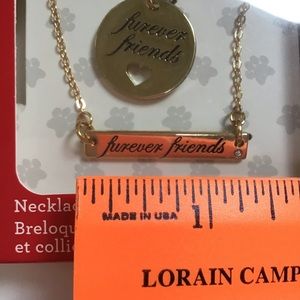 furever
friends
furever friends
Necklac
Breloqu
et collie
MADE IN USA
1
LORAIN CAMP